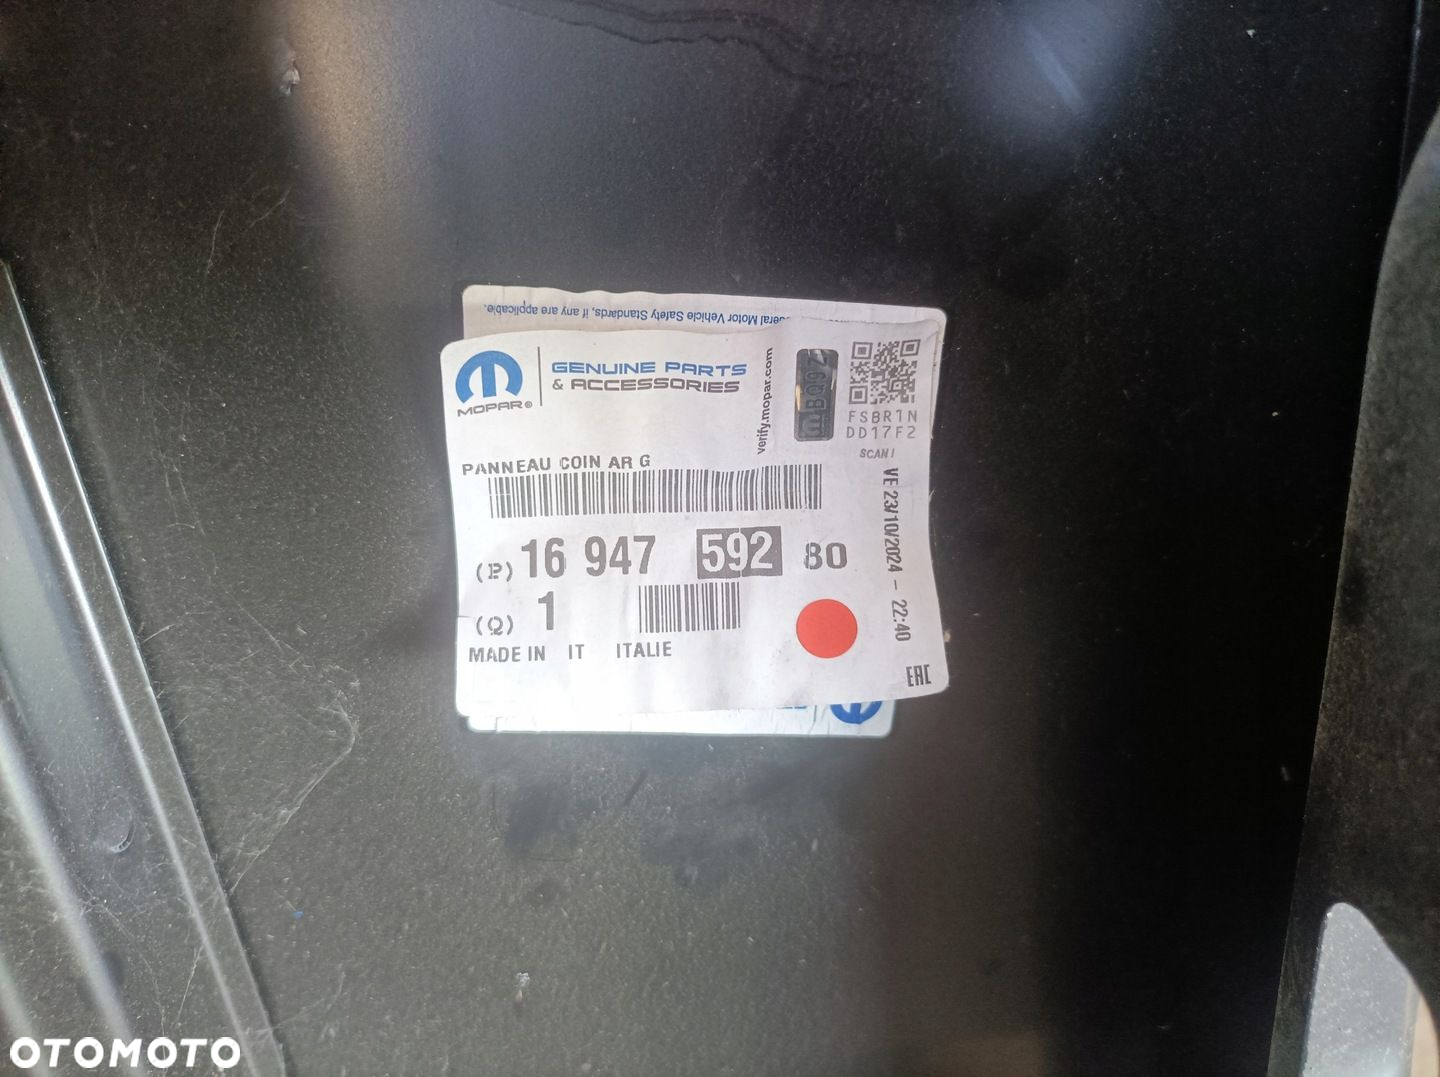 deral Motor Vehicle Safety Standards, if any are applicable.
MOPAR®
GENUINE PARTS
& ACCESSORIES
verify.mopar.com
FSBR1N
DD17F2
SCAN!
PANNEAU COIN AR G
(P) 16 947 592 80
(Q) 1
MADE IN IT ITALIE
VE 23/10/2024 - 22:40
EAC
OTOMOTO